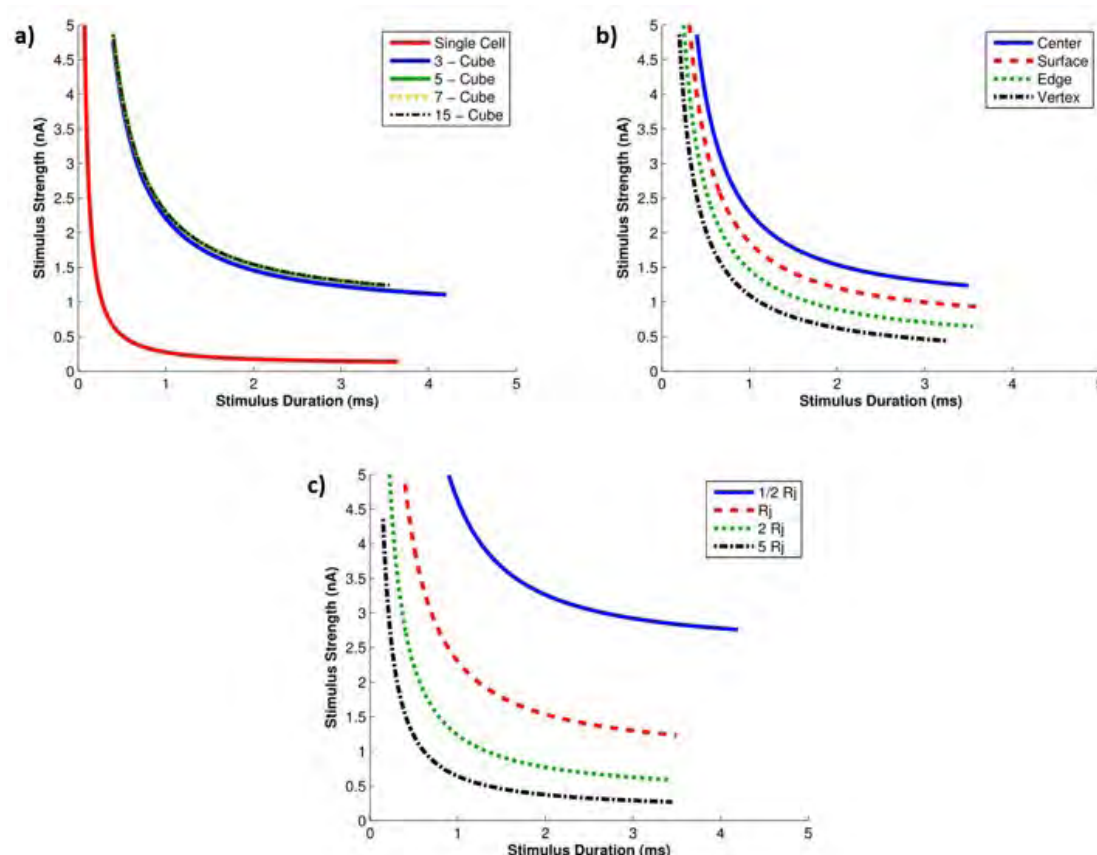 a)
5
4.5
4
3.5
3
2.5
2
1.5
1
0.5
0
Stimulus Strength (nA)
Single Cell
3 - Cube
5 - Cube
7 - Cube
15 - Cube
0 1 2 3 4 5
Stimulus Duration (ms)
b)
5
4.5
4
3.5
3
2.5
2
1.5
1
0.5
0
Stimulus Strength (nA)
Center
Surface
Edge
Vertex
0 1 2 3 4 5
Stimulus Duration (ms)
c)
5
4.5
4
3.5
3
2.5
2
1.5
1
0.5
0
Stimulus Strength (nA)
1/2 Rj
Rj
2 Rj
5 Rj
0 1 2 3 4 5
Stimulus Duration (ms)